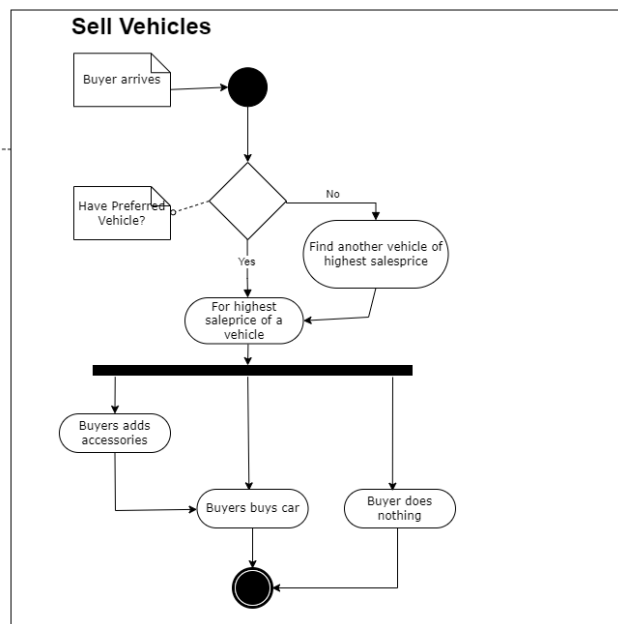 Sell Vehicles
Buyer arrives
Have Preferred
Vehicle?
No
Find another vehicle of
highest salesprice
Yes
For highest
saleprice of a
vehicle
Buyers adds
accessories
Buyers buys car
Buyer does
nothing